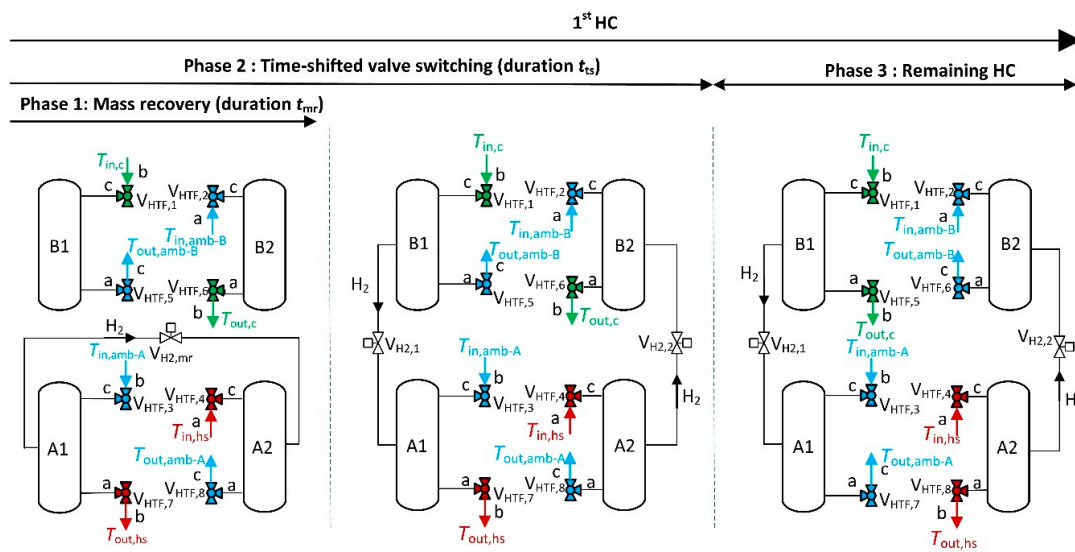 1st HC
Phase 2 : Time-shifted valve switching (duration tts)
Phase 3 : Remaining HC
Phase 1: Mass recovery (duration tmr)
Tin,c
b
c
VHTF,1
VHTF,2
c
a
Tin,amb-B
Tout,amb-B
B1
B2
c
a
VHTF,5
VHTF,6
a
b
Tout,c
H2
VH2,mr
Tin,amb-A
b
c
VHTF,3
VHTF,4
c
a
Tin,hs
A1
A2
Tout,amb-A
c
a
VHTF,7
VHTF,8
a
b
Tout,hs
Tin,c
b
c
VHTF,1
VHTF,2
c
a
Tin,amb-B
Tout,amb-B
B1
B2
c
a
VHTF,5
VHTF,6
a
b
Tout,c
H2
VH2,1
VH2,2
H2
Tin,amb-A
b
c
VHTF,3
VHTF,4
c
a
Tin,hs
A1
A2
Tout,amb-A
c
a
VHTF,7
VHTF,8
a
b
Tout,hs
Tin,c
b
c
VHTF,1
VHTF,2
c
a
Tin,amb-B
Tout,amb-B
B1
B2
a
VHTF,5
b
Tout,c
c
VHTF,6
a
H2
VH2,1
VH2,2
H
Tin,amb-A
b
c
VHTF,3
VHTF,4
c
a
Tin,hs
A1
A2
Tout,amb-A
c
a
VHTF,7
VHTF,8
a
b
Tout,hs